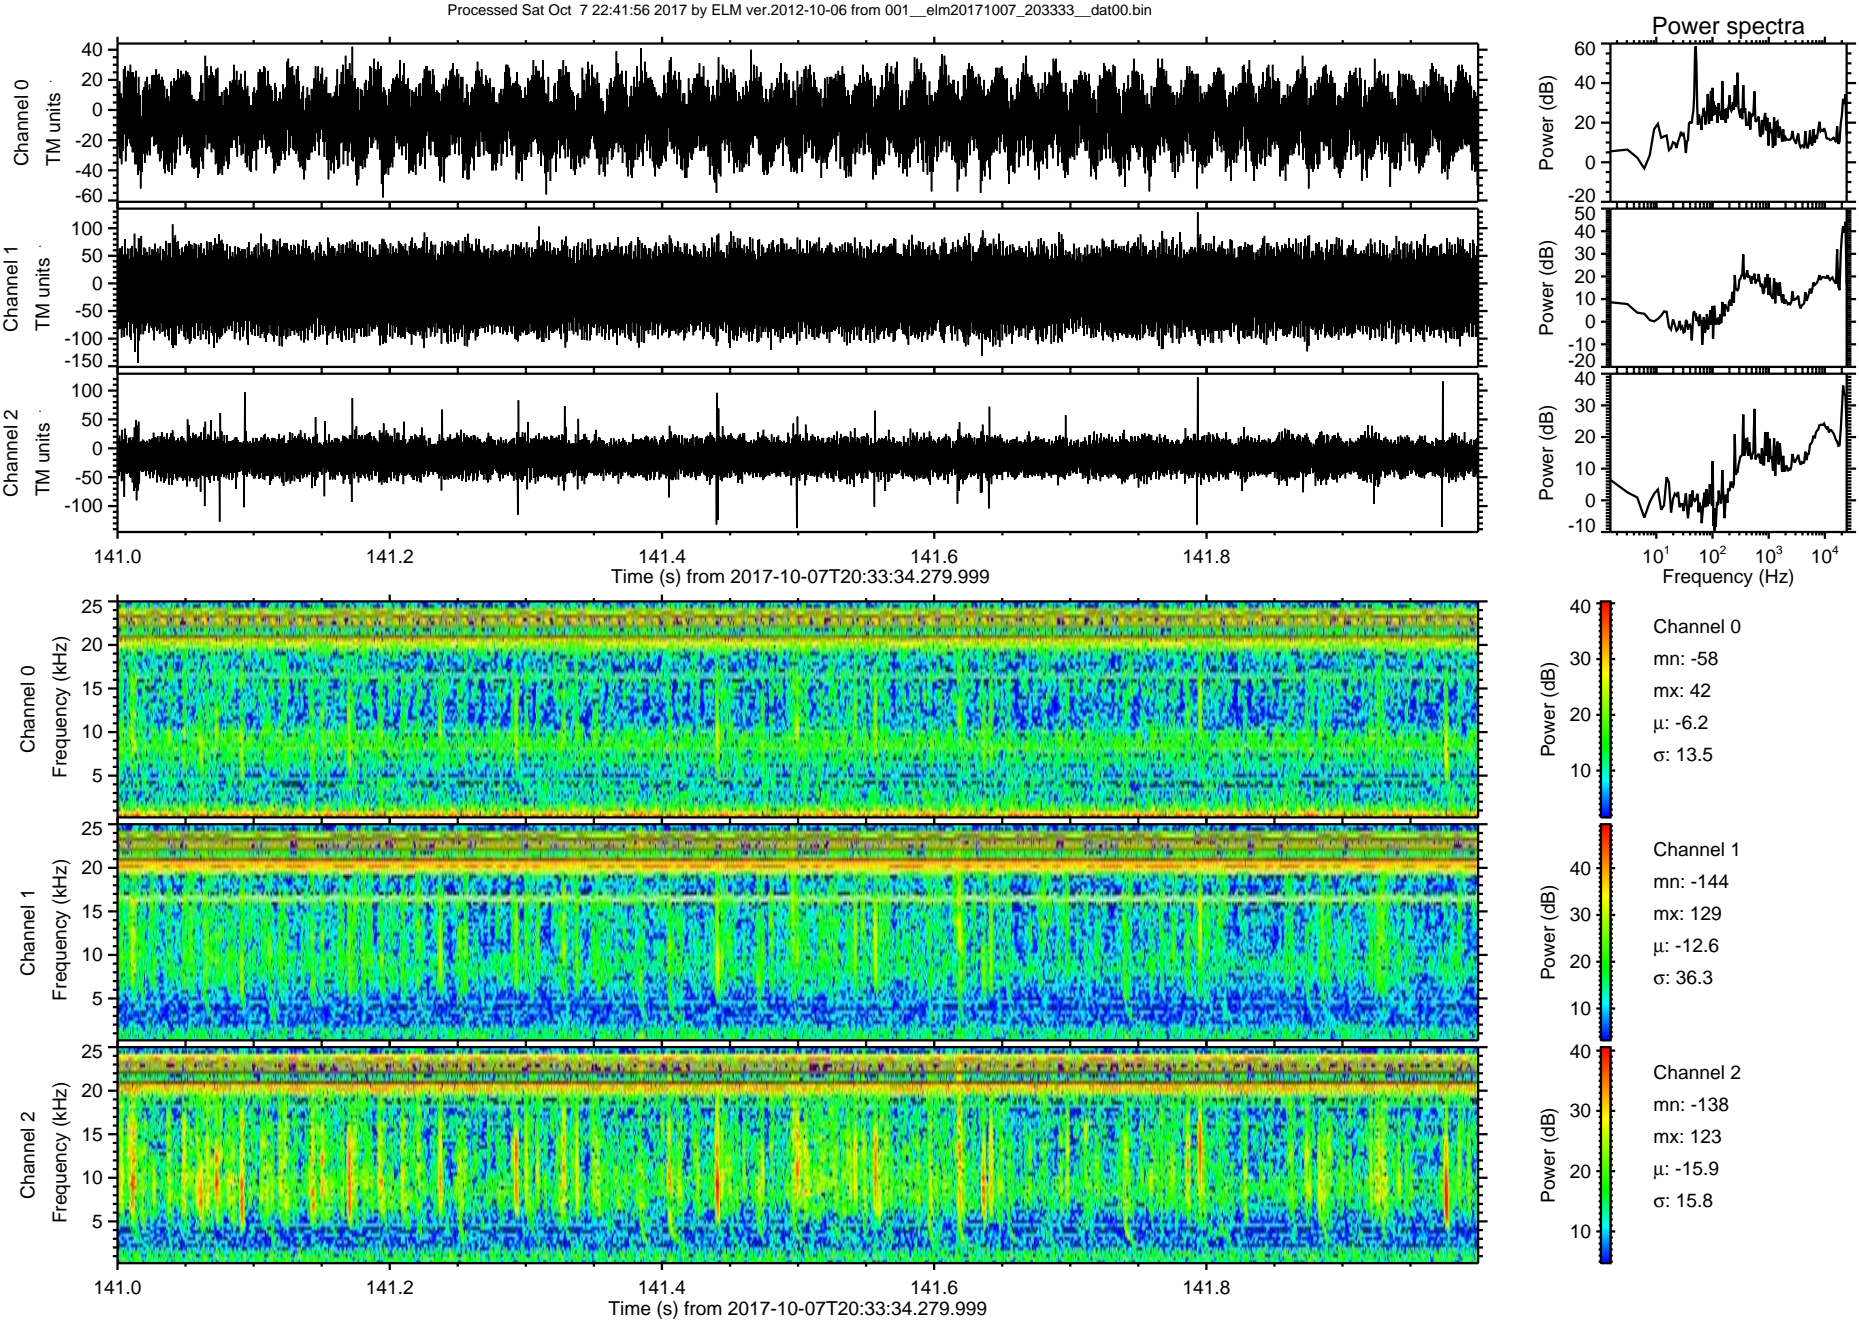 Processed Sat Oct  7 22:41:56 2017 by ELM ver.2012-10-06 from 001__elm20171007_203333__dat00.bin
Power spectra
Channel 0
TM units
40
20
0
-20
-40
-60
Power (dB)
60
40
20
0
-20
Channel 1
TM units
100
50
0
-50
-100
-150
Power (dB)
50
40
30
20
10
0
-10
-20
Channel 2
TM units
100
50
0
-50
-100
Power (dB)
40
30
20
10
0
-10
141.0 141.2 141.4 141.6 141.8
Time (s) from 2017-10-07T20:33:34.279.999
10^1 10^2 10^3 10^4
Frequency (Hz)
Channel 0
Frequency (kHz)
25
20
15
10
5
Power (dB)
40
30
20
10
Channel 0
mn: -58
mx: 42
μ: -6.2
σ: 13.5
Channel 1
Frequency (kHz)
25
20
15
10
5
Power (dB)
40
30
20
10
Channel 1
mn: -144
mx: 129
μ: -12.6
σ: 36.3
Channel 2
Frequency (kHz)
25
20
15
10
5
Power (dB)
40
30
20
10
Channel 2
mn: -138
mx: 123
μ: -15.9
σ: 15.8
141.0 141.2 141.4 141.6 141.8
Time (s) from 2017-10-07T20:33:34.279.999